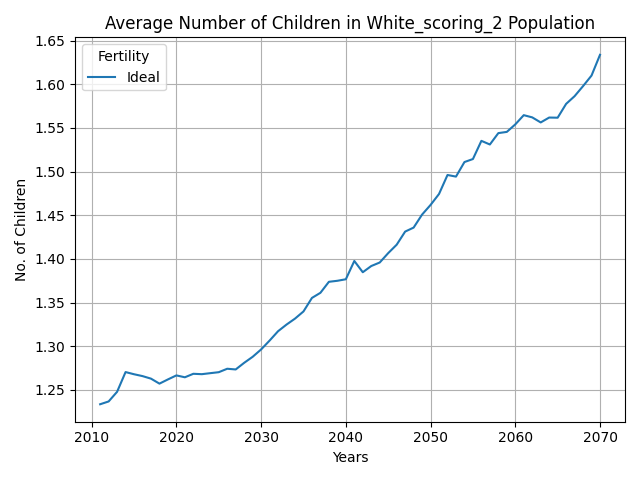 Average Number of Children in White_scoring_2 Population
Fertility
Ideal
No. of Children
1.65
1.60
1.55
1.50
1.45
1.40
1.35
1.30
1.25
2010 2020 2030 2040 2050 2060 2070
Years